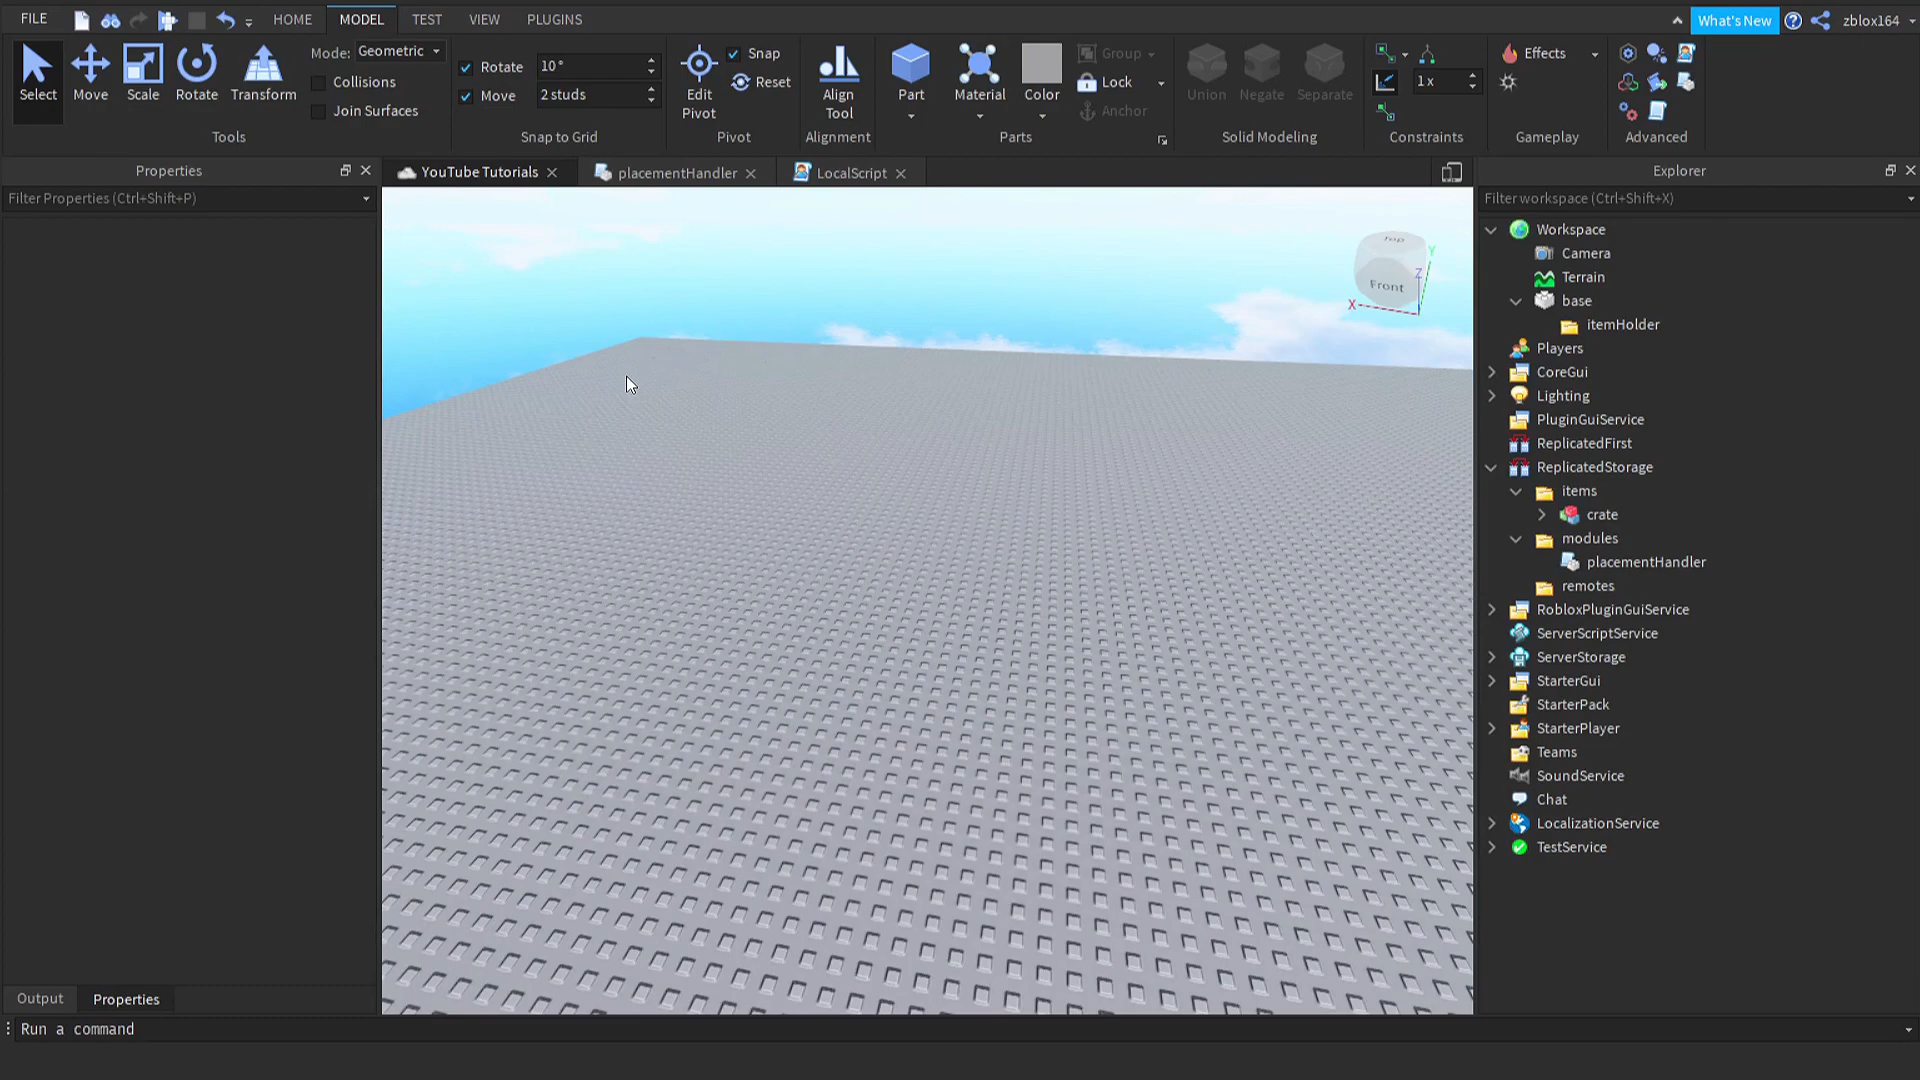 FILE HOME MODEL TEST VIEW PLUGINS What's New zblox164
Select Move Scale Rotate Transform
Mode: Geometric
Collisions
Join Surfaces
Tools
Rotate 10 °
Move 2 studs
Snap to Grid
Edit Pivot
Snap
Reset
Pivot
Align Tool
Alignment
Part Material Color
Group
Lock
Anchor
Parts
Union Negate Separate
Solid Modeling
1 x
Constraints
Effects
Gameplay
Advanced
Properties
YouTube Tutorials placementHandler LocalScript
Explorer
Filter Properties (Ctrl+Shift+P)
Filter workspace (Ctrl+Shift+X)
Top
Front
X Y Z
Workspace
Camera
Terrain
base
itemHolder
Players
CoreGui
Lighting
PluginGuiService
ReplicatedFirst
ReplicatedStorage
items
crate
modules
placementHandler
remotes
RobloxPluginGuiService
ServerScriptService
ServerStorage
StarterGui
StarterPack
StarterPlayer
Teams
SoundService
Chat
LocalizationService
TestService
Output Properties
Run a command